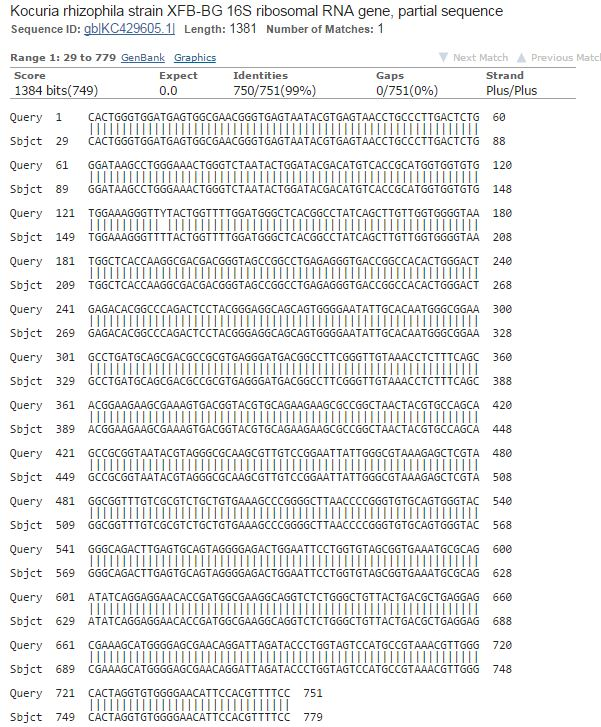 Kocuria rhizophila strain XFB-BG 16S ribosomal RNA gene, partial sequence
Sequence ID: gb|KC429605.1| Length: 1381 Number of Matches: 1
Range 1: 29 to 779 GenBank Graphics ▼ Next Match ▲ Previous Match
Score Expect Identities Gaps Strand
1384 bits(749) 0.0 750/751(99%) 0/751(0%) Plus/Plus
Query 1 CACTGGGTGGATGAGTGGCGAACGGGTGAGTAATACGTGAGTAACCTGCCCTTGACTCTG 60
Sbjct 29 CACTGGGTGGATGAGTGGCGAACGGGTGAGTAATACGTGAGTAACCTGCCCTTGACTCTG 88
Query 61 GGATAAGCCTGGGAAACTGGGTCTAATACTGGATACGACATGTCACCGCATGGTGGTGTG 120
Sbjct 89 GGATAAGCCTGGGAAACTGGGTCTAATACTGGATACGACATGTCACCGCATGGTGGTGTG 148
Query 121 TGGAAAGGGTTYTACTGGTTTTGGATGGGCTCACGGCCTATCAGCTTGTTGGTGGGGTAA 180
Sbjct 149 TGGAAAGGGTTTTACTGGTTTTGGATGGGCTCACGGCCTATCAGCTTGTTGGTGGGGTAA 208
Query 181 TGGCTCACCAAGGCGACGACGGGTAGCCGGCCTGAGAGGGTGACCGGCCACACTGGGACT 240
Sbjct 209 TGGCTCACCAAGGCGACGACGGGTAGCCGGCCTGAGAGGGTGACCGGCCACACTGGGACT 268
Query 241 GAGACACGGCCCAGACTCCTACGGGAGGCAGCAGTGGGGAATATTGCACAATGGGCGGAA 300
Sbjct 269 GAGACACGGCCCAGACTCCTACGGGAGGCAGCAGTGGGGAATATTGCACAATGGGCGGAA 328
Query 301 GCCTGATGCAGCGACGCCGCGTGAGGGATGACGGCCTTCGGGTTGTAAACCTCTTTCAGC 360
Sbjct 329 GCCTGATGCAGCGACGCCGCGTGAGGGATGACGGCCTTCGGGTTGTAAACCTCTTTCAGC 388
Query 361 ACGGAAGAAGCGAAAGTGACGGTACGTGCAGAAGAAGCGCCGGCTAACTACGTGCCAGCA 420
Sbjct 389 ACGGAAGAAGCGAAAGTGACGGTACGTGCAGAAGAAGCGCCGGCTAACTACGTGCCAGCA 448
Query 421 GCCGCGGTAATACGTAGGGCGCAAGCGTTGTCCGGAATTATTGGGCGTAAAGAGCTCGTA 480
Sbjct 449 GCCGCGGTAATACGTAGGGCGCAAGCGTTGTCCGGAATTATTGGGCGTAAAGAGCTCGTA 508
Query 481 GGCGGTTTGTCGCGTCTGCTGTGAAAGCCCGGGGCTTAACCCCGGGTGTGCAGTGGGTAC 540
Sbjct 509 GGCGGTTTGTCGCGTCTGCTGTGAAAGCCCGGGGCTTAACCCCGGGTGTGCAGTGGGTAC 568
Query 541 GGGCAGACTTGAGTGCAGTAGGGGAGACTGGAATTCCTGGTGTAGCGGTGAAATGCGCAG 600
Sbjct 569 GGGCAGACTTGAGTGCAGTAGGGGAGACTGGAATTCCTGGTGTAGCGGTGAAATGCGCAG 628
Query 601 ATATCAGGAGGAACACCGATGGCGAAGGCAGGTCTCTGGGCTGTTACTGACGCTGAGGAG 660
Sbjct 629 ATATCAGGAGGAACACCGATGGCGAAGGCAGGTCTCTGGGCTGTTACTGACGCTGAGGAG 688
Query 661 CGAAAGCATGGGGAGCGAACAGGATTAGATACCCTGGTAGTCCATGCCGTAAACGTTGGG 720
Sbjct 689 CGAAAGCATGGGGAGCGAACAGGATTAGATACCCTGGTAGTCCATGCCGTAAACGTTGGG 748
Query 721 CACTAGGTGTGGGGAACATTCCACGTTTTCC 751
Sbjct 749 CACTAGGTGTGGGGAACATTCCACGTTTTCC 779